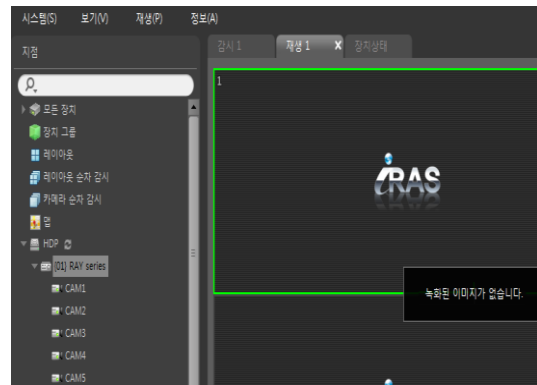 시스템(S) 보기(V) 재생(P) 정보(A)
지점
감시 1 재생 1 X 장치상태
1
모든 장치
장치 그룹
레이아웃
레이아웃 순차 감시
카메라 순차 감시
맵
HDP
(01) RAY series
CAM1
CAM2
CAM3
CAM4
CAM5
iRAS
녹화된 이미지가 없습니다.